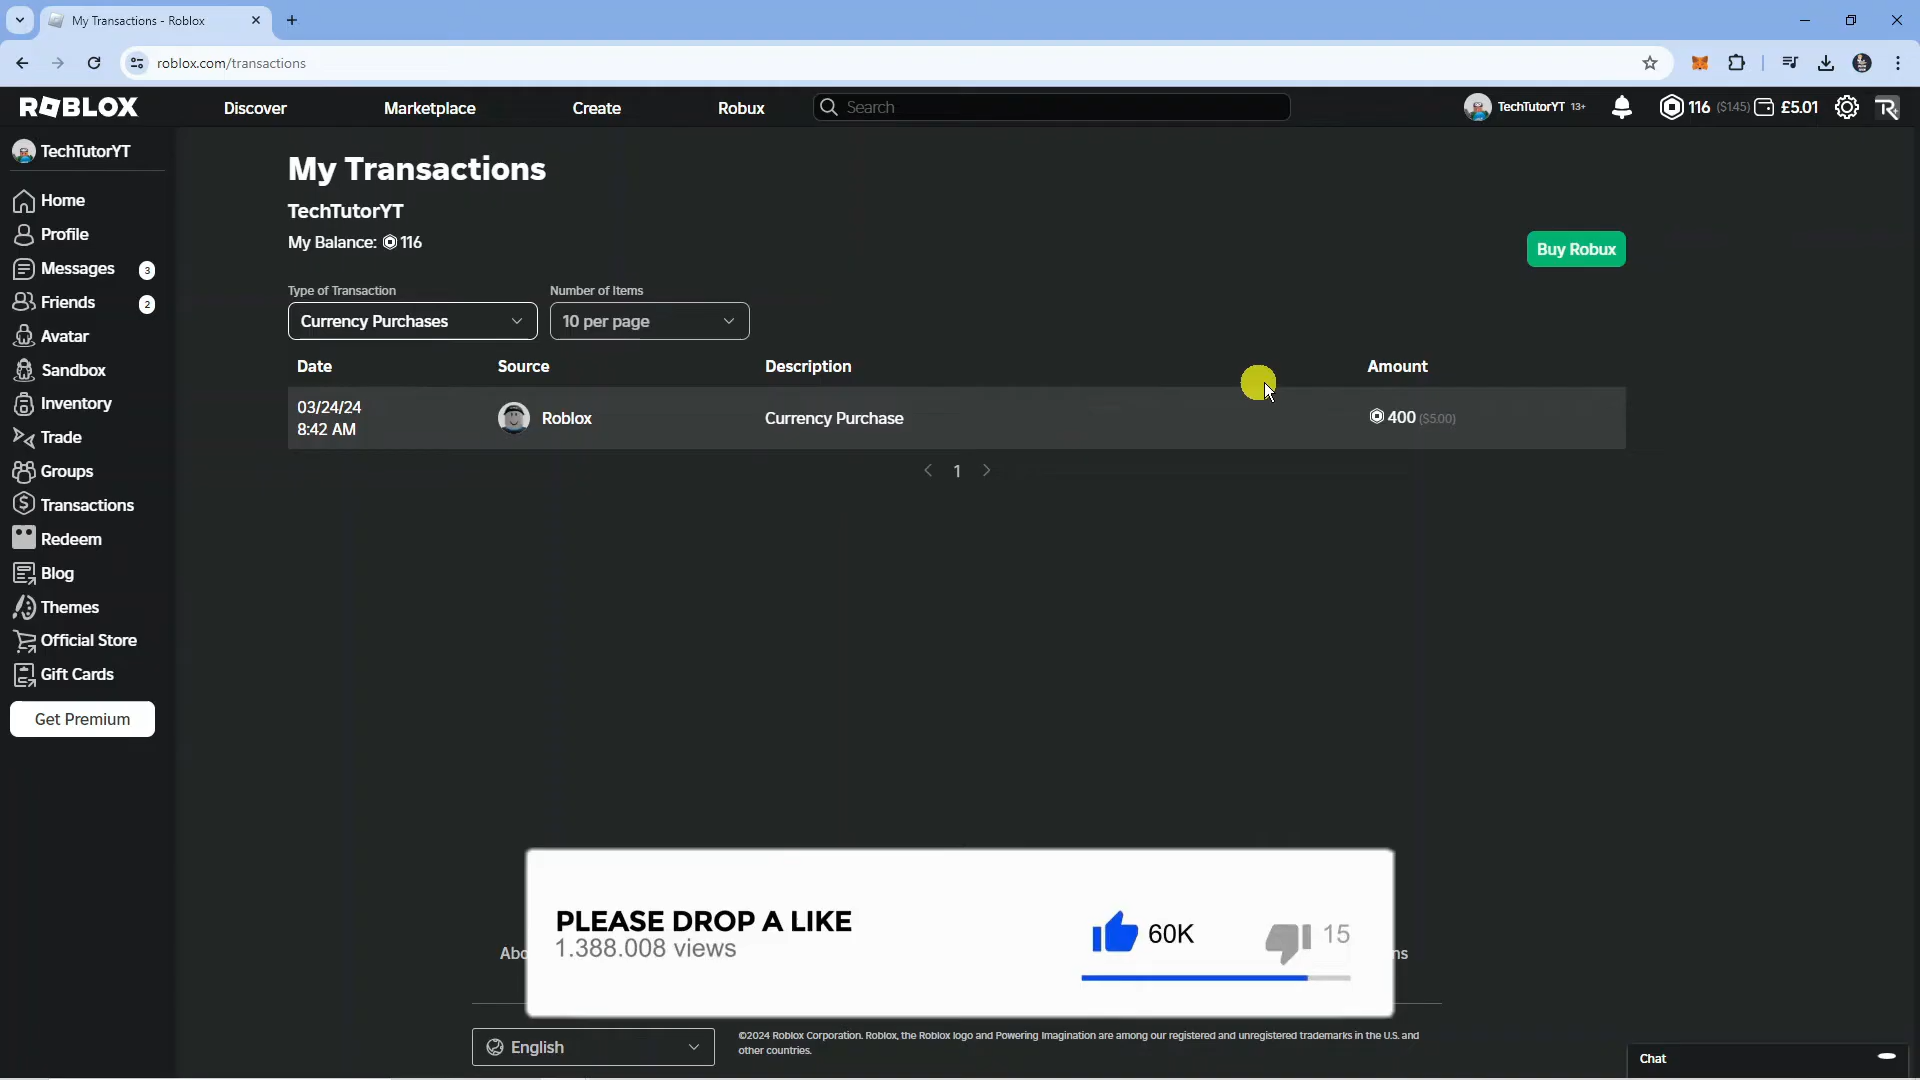 My Transactions - Roblox
roblox.com/transactions
ROBLOX
Discover
Marketplace
Create
Robux
Search
TechTutorYT 13+
116 ($1.45)
£5.01
TechTutorYT
Home
Profile
Messages 3
Friends 2
Avatar
Sandbox
Inventory
Trade
Groups
Transactions
Redeem
Blog
Themes
Official Store
Gift Cards
Get Premium
My Transactions
TechTutorYT
My Balance: 116
Buy Robux
Type of Transaction
Number of Items
Currency Purchases
10 per page
Date Source Description Amount
03/24/24
8:42 AM
Roblox
Currency Purchase
400 ($5.00)
1
PLEASE DROP A LIKE
1.388.008 views
60K
15
Abo
ns
English
©2024 Roblox Corporation. Roblox, the Roblox logo and Powering Imagination are among our registered and unregistered trademarks in the U.S. and
other countries.
Chat